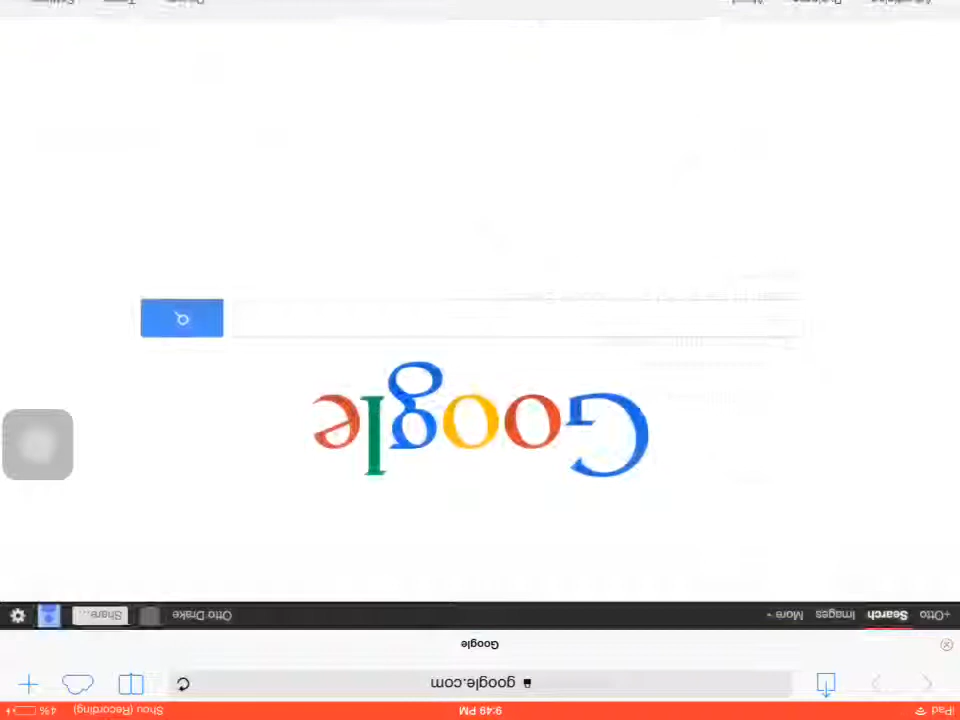 iPad 9:49 PM Shou (Recording) 4%
google.com
Google
+Otto Search Images More Otto Drake Share...
Google